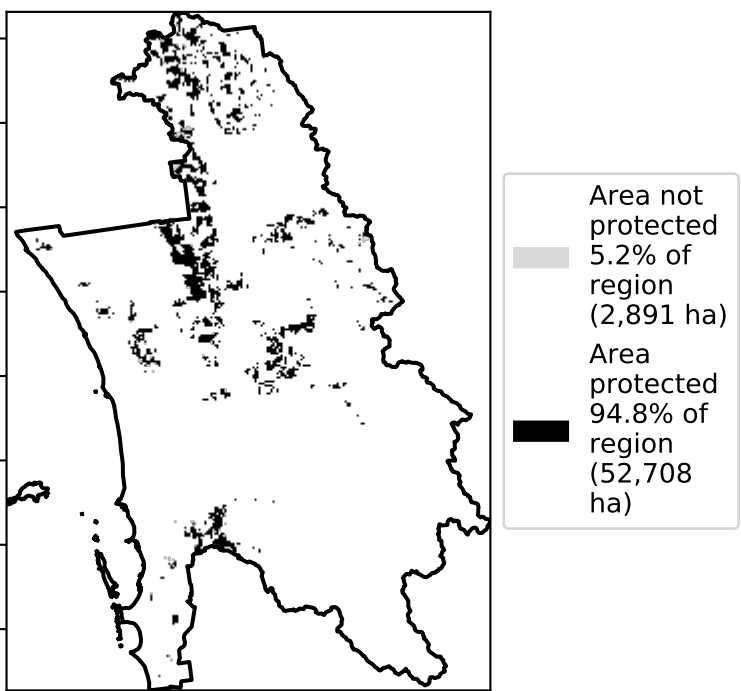 Area not
protected
5.2% of
region
(2,891 ha)
Area
protected
94.8% of
region
(52,708
ha)